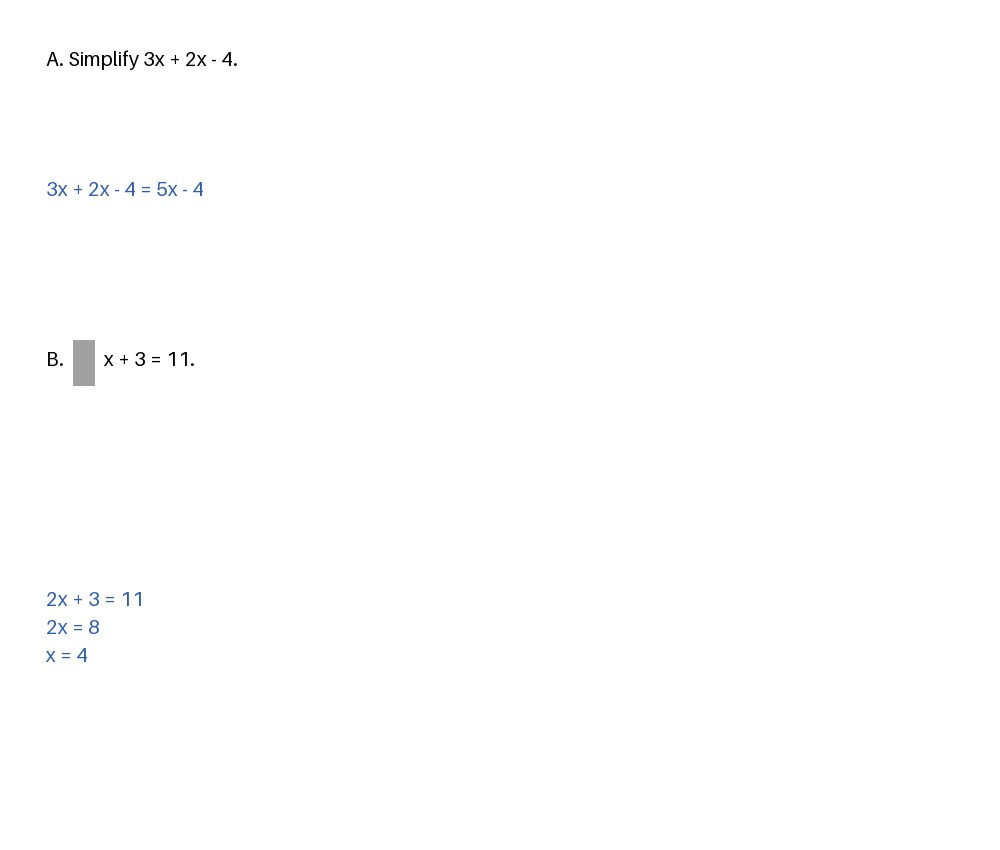 A. Simplify 3x + 2x - 4.
3x + 2x - 4 = 5x - 4
B. x + 3 = 11.
2x + 3 = 11
2x = 8
x = 4